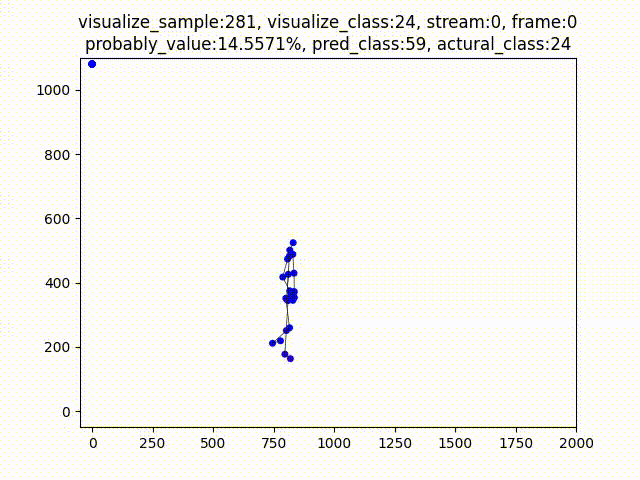 visualize_sample:281, visualize_class:24, stream:0, frame:0
probably_value:14.5571%, pred_class:59, actural_class:24
1000
800
600
400
200
0
0 250 500 750 1000 1250 1500 1750 2000